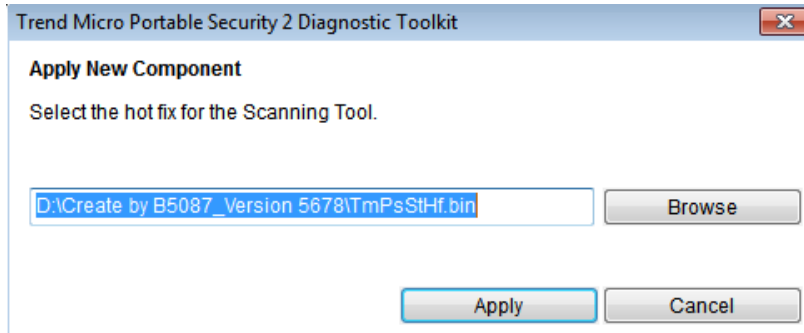 Trend Micro Portable Security 2 Diagnostic Toolkit
Apply New Component
Select the hot fix for the Scanning Tool.
D:\Create by B5087_Version 5678\TmPsStHf.bin
Browse
Apply
Cancel